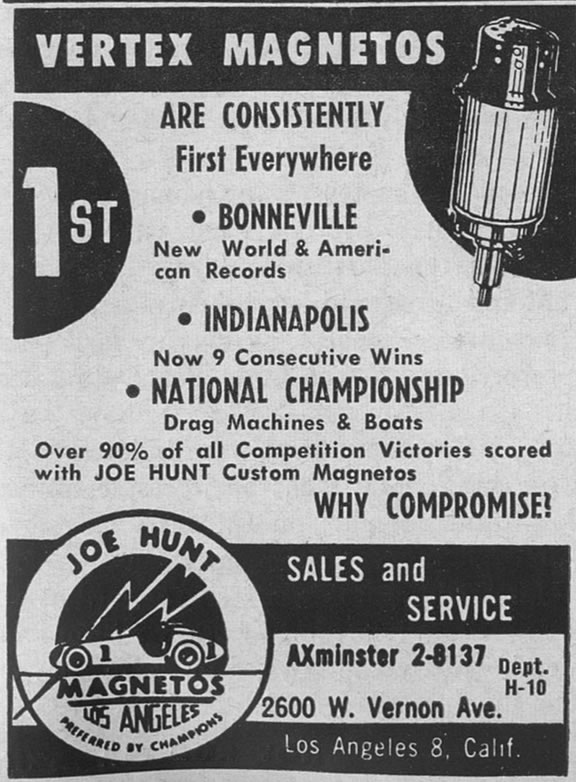 VERTEX MAGNETOS
1ST
ARE CONSISTENTLY
First Everywhere
• BONNEVILLE
New World & Ameri-
can Records
• INDIANAPOLIS
Now 9 Consecutive Wins
• NATIONAL CHAMPIONSHIP
Drag Machines & Boats
Over 90% of all Competition Victories scored
with JOE HUNT Custom Magnetos
WHY COMPROMISE?
JOE HUNT
1
1
MAGNETOS
LOS ANGELES
PREFERRED BY CHAMPIONS
SALES and
SERVICE
AXminster 2-8137
Dept.
H-10
2600 W. Vernon Ave.
Los Angeles 8, Calif.